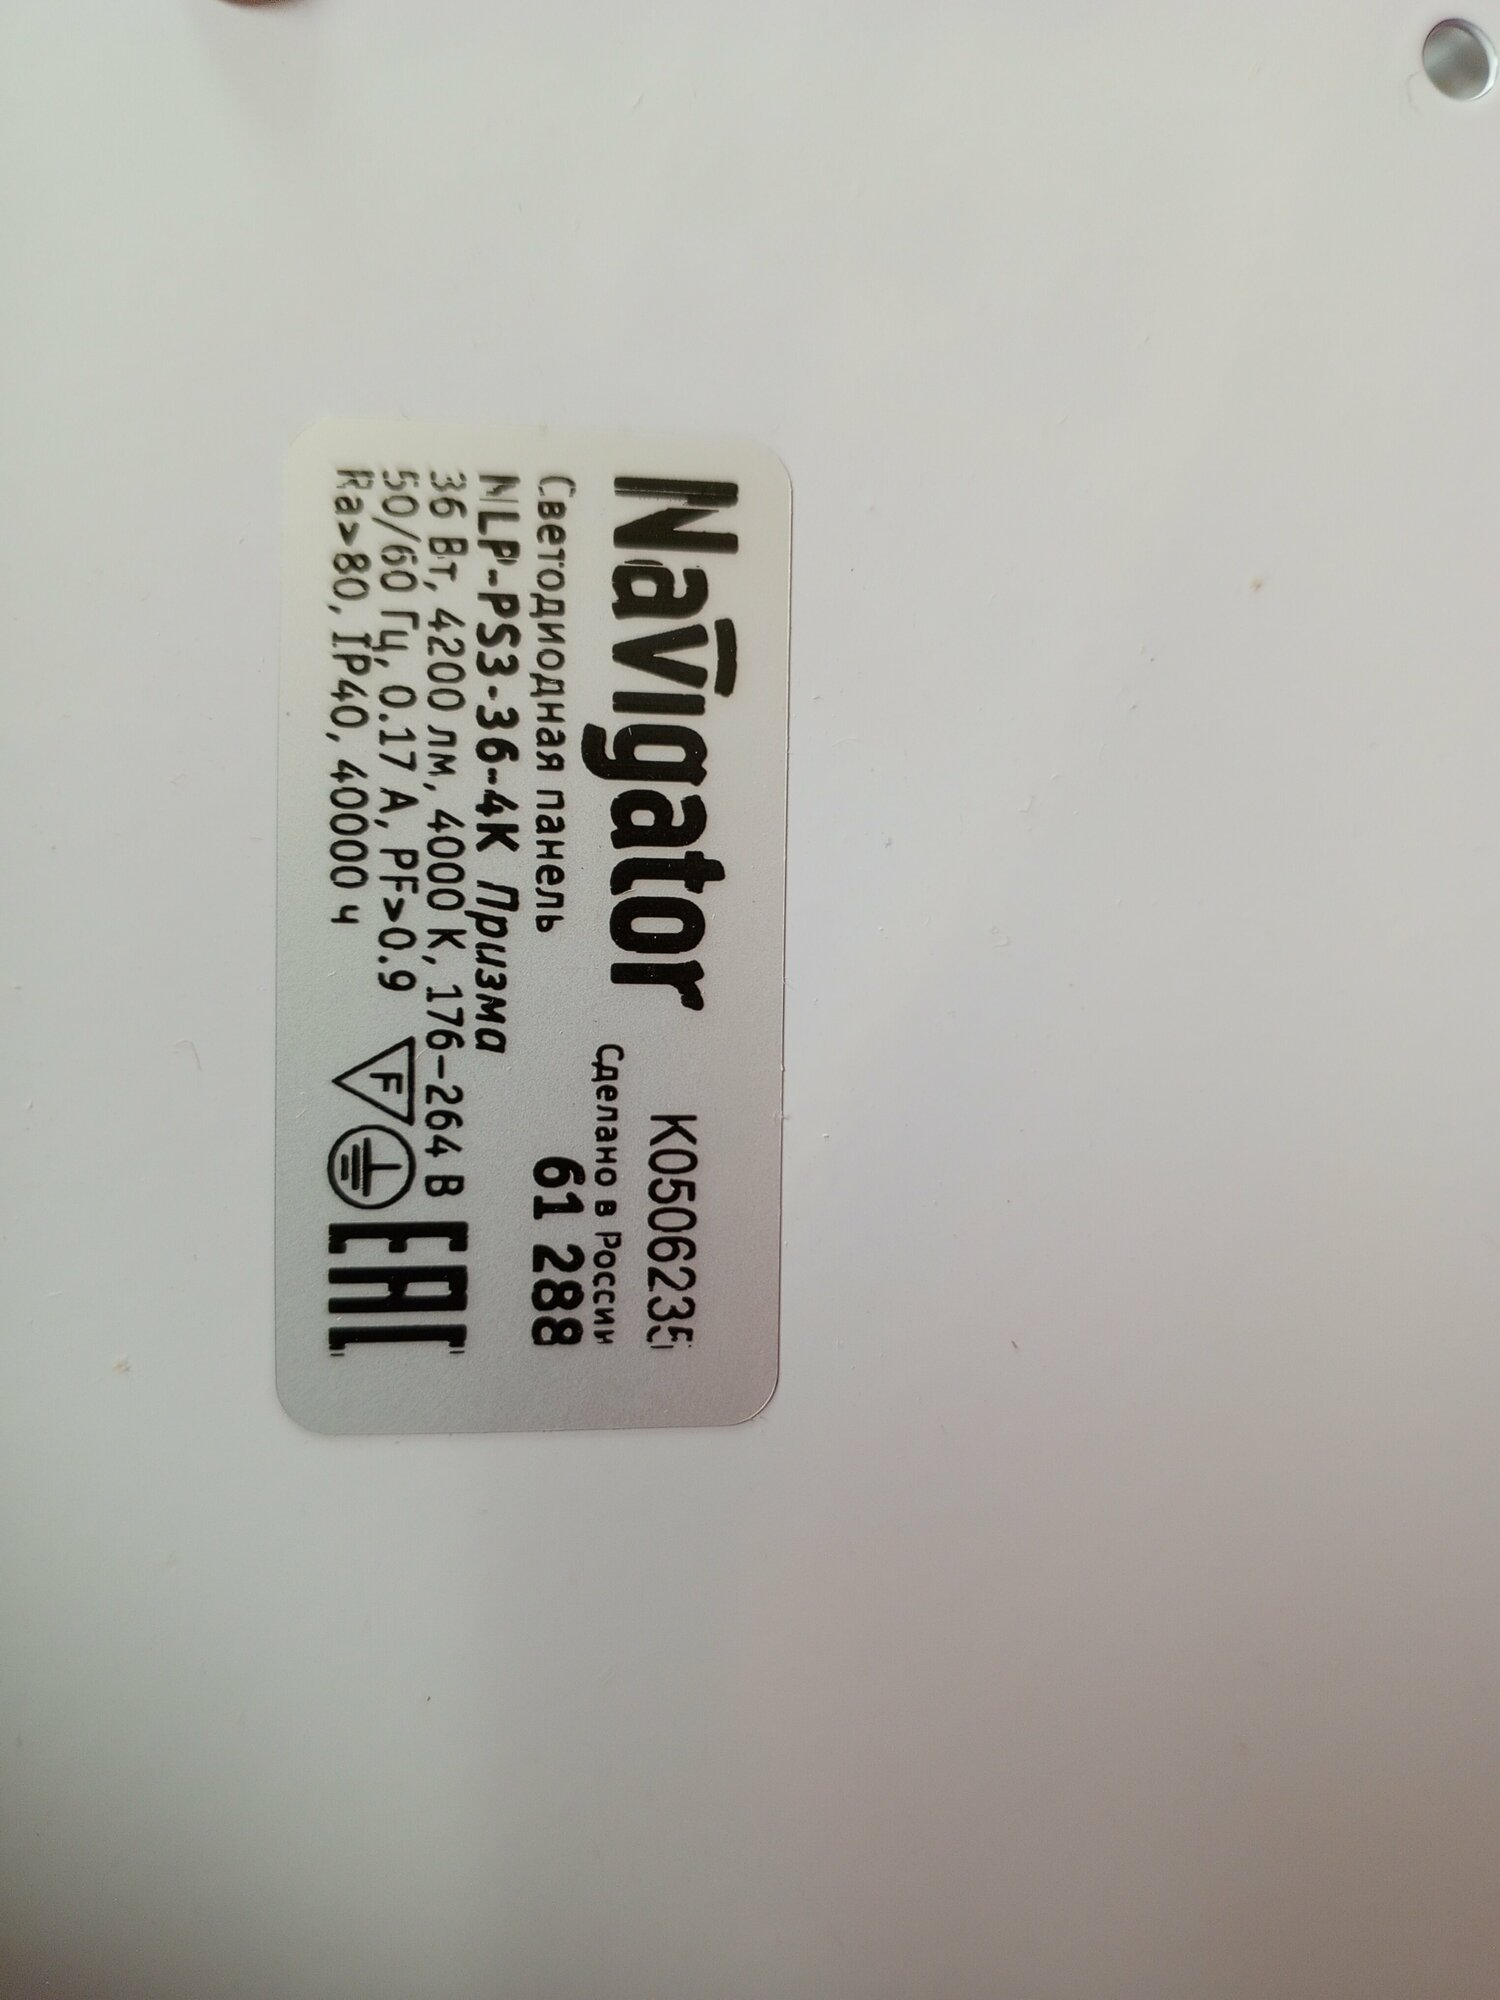 Navigator
K0506235
Сделано в России
Светодиодная панель
61 288
NLP-PS3-36-4K Призма
36 Вт, 4200 лм, 4000 К, 176-264 В
50/60 Гц, 0.17 А, PF>0.9
Ra>80, IP40, 40000 ч
F
EAC